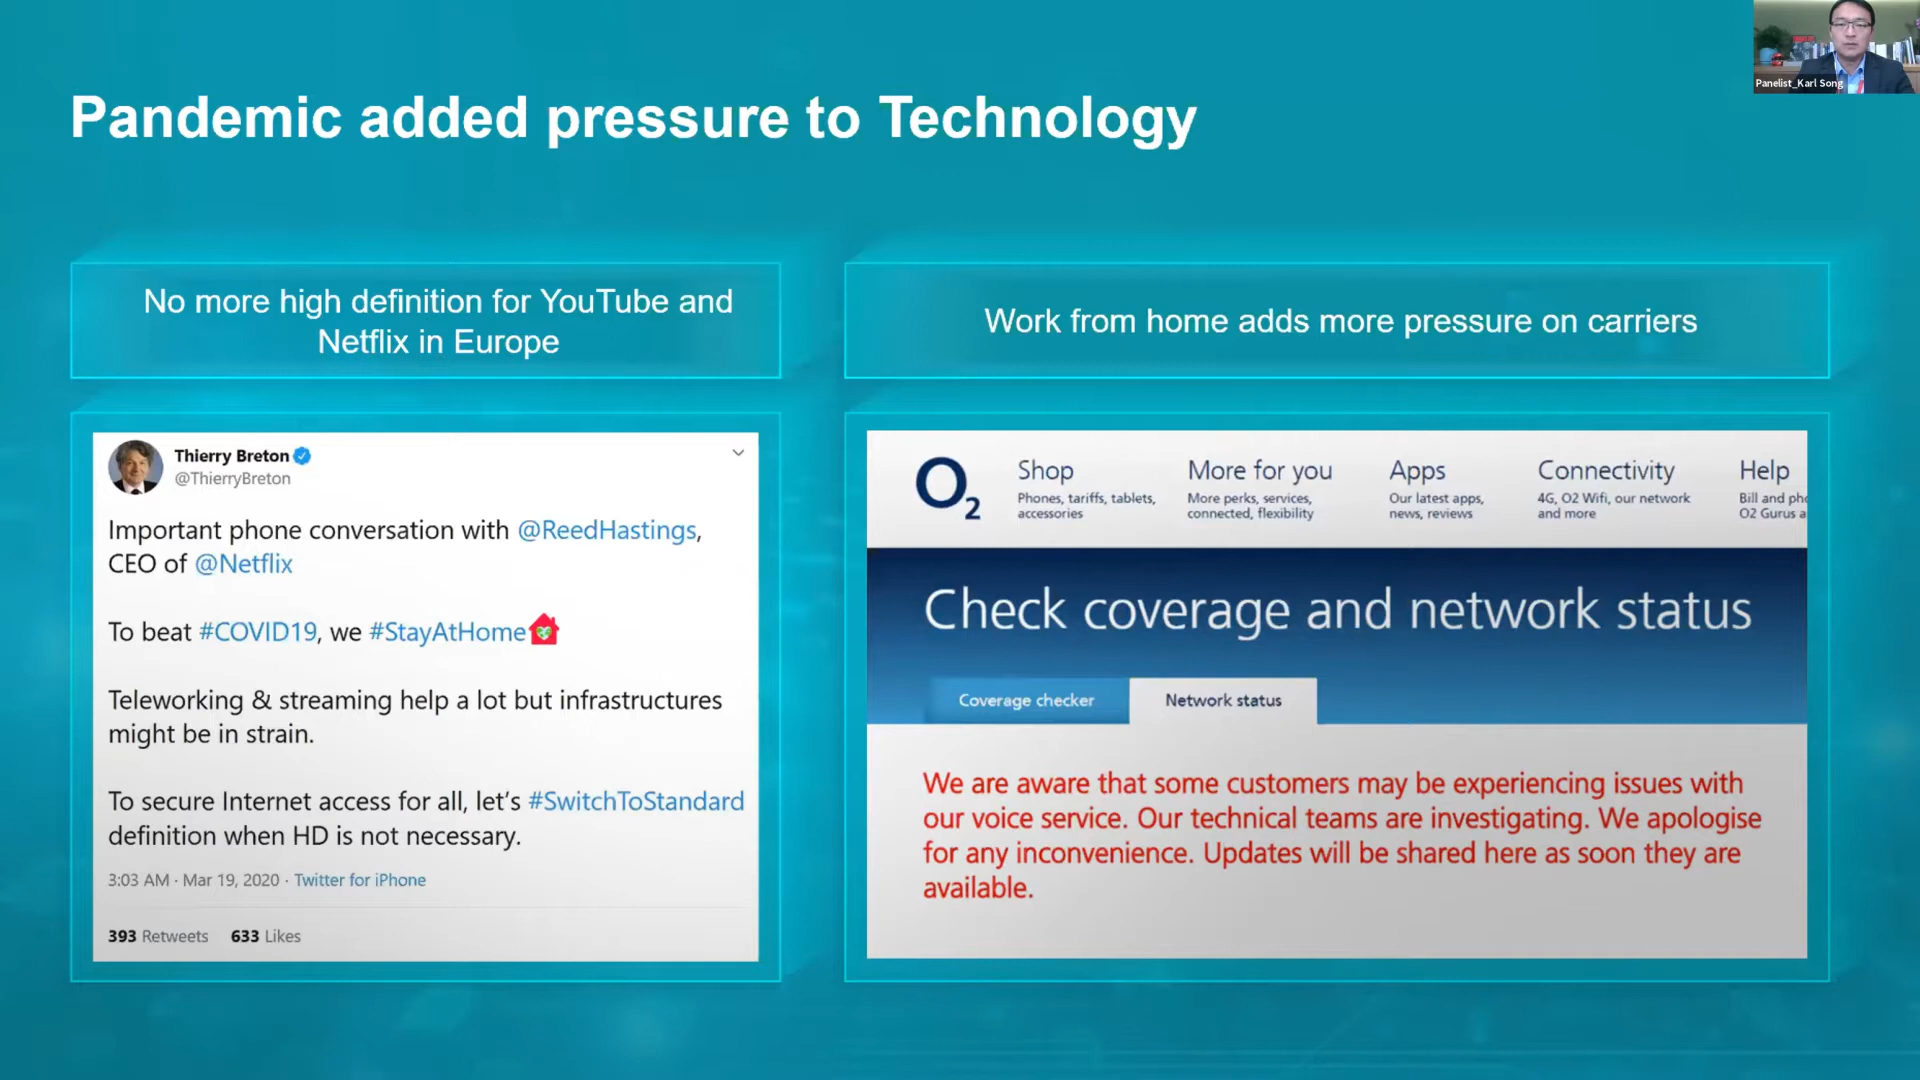 Panelist_Karl Song
Pandemic added pressure to Technology
No more high definition for YouTube and
Netflix in Europe
Thierry Breton
@ThierryBreton
Important phone conversation with @ReedHastings,
CEO of @Netflix
To beat #COVID19, we #StayAtHome
Teleworking & streaming help a lot but infrastructures
might be in strain.
To secure Internet access for all, let's #SwitchToStandard
definition when HD is not necessary.
3:03 AM · Mar 19, 2020 · Twitter for iPhone
393 Retweets 633 Likes
Work from home adds more pressure on carriers
O2
Shop
Phones, tariffs, tablets,
accessories
More for you
More perks, services,
connected, flexibility
Apps
Our latest apps,
news, reviews
Connectivity
4G, O2 Wifi, our network
and more
Help
Bill and pho
O2 Gurus a
Check coverage and network status
Coverage checker
Network status
We are aware that some customers may be experiencing issues with
our voice service. Our technical teams are investigating. We apologise
for any inconvenience. Updates will be shared here as soon they are
available.